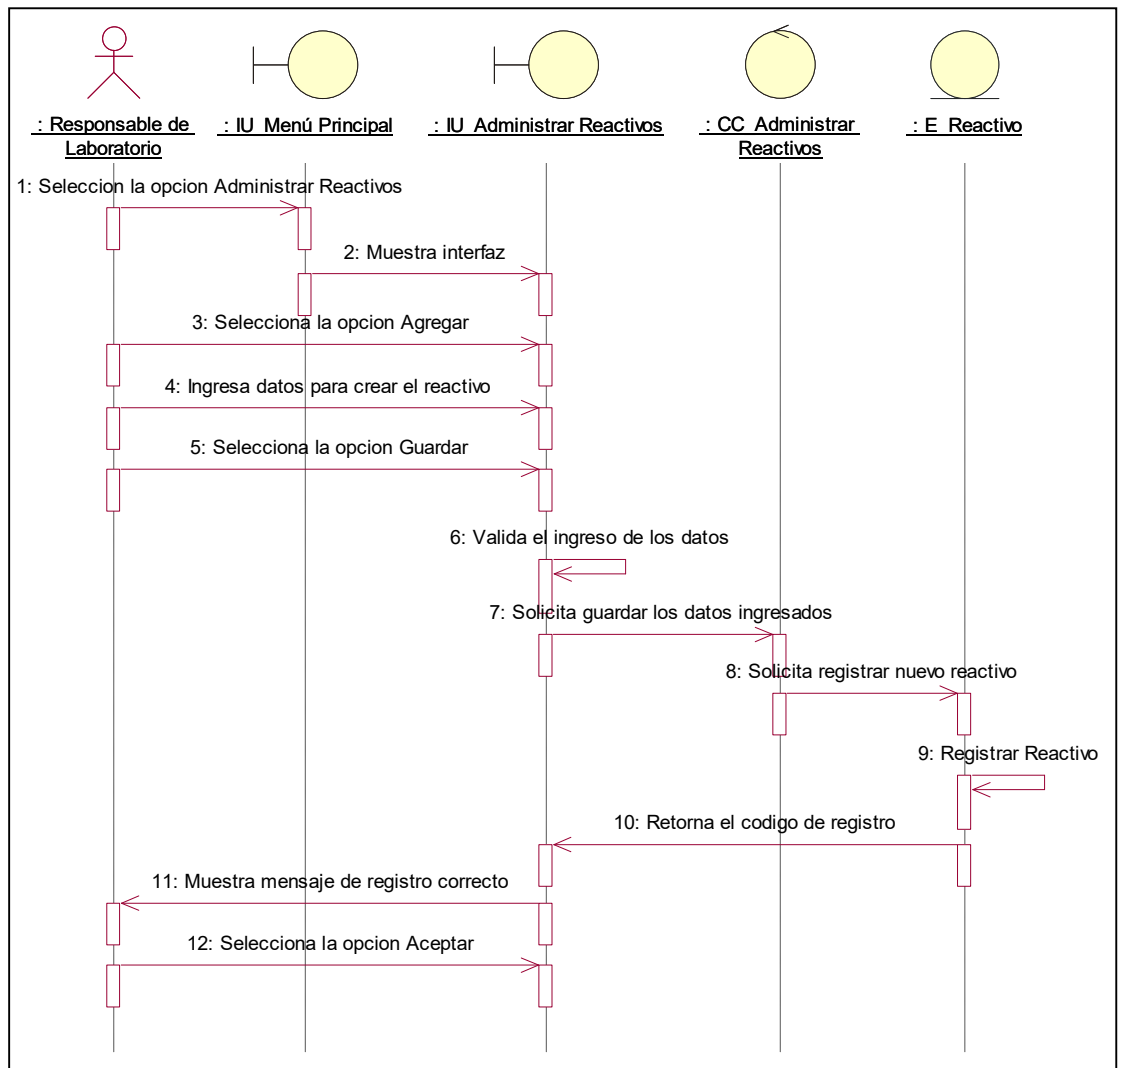 : Responsable de
Laboratorio
: IU_Menú Principal
: IU_Administrar Reactivos
: CC_Administrar
Reactivos
: E_Reactivo
1: Seleccion la opcion Administrar Reactivos
2: Muestra interfaz
3: Selecciona la opcion Agregar
4: Ingresa datos para crear el reactivo
5: Selecciona la opcion Guardar
6: Valida el ingreso de los datos
7: Solicita guardar los datos ingresados
8: Solicita registrar nuevo reactivo
9: Registrar Reactivo
10: Retorna el codigo de registro
11: Muestra mensaje de registro correcto
12: Selecciona la opcion Aceptar